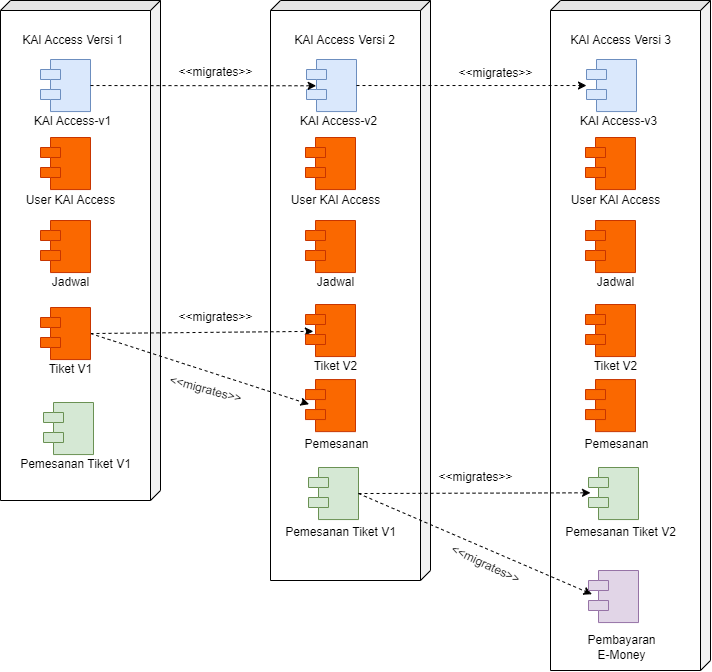 KAI Access Versi 1
KAI Access Versi 2
KAI Access Versi 3
<<migrates>>
<<migrates>>
KAI Access-v1
KAI Access-v2
KAI Access-v3
User KAI Access
User KAI Access
User KAI Access
Jadwal
Jadwal
Jadwal
<<migrates>>
Tiket V1
Tiket V2
Tiket V2
<<migrates>>
Pemesanan
Pemesanan
Pemesanan Tiket V1
<<migrates>>
Pemesanan Tiket V1
Pemesanan Tiket V2
<<migrates>>
Pembayaran
E-Money